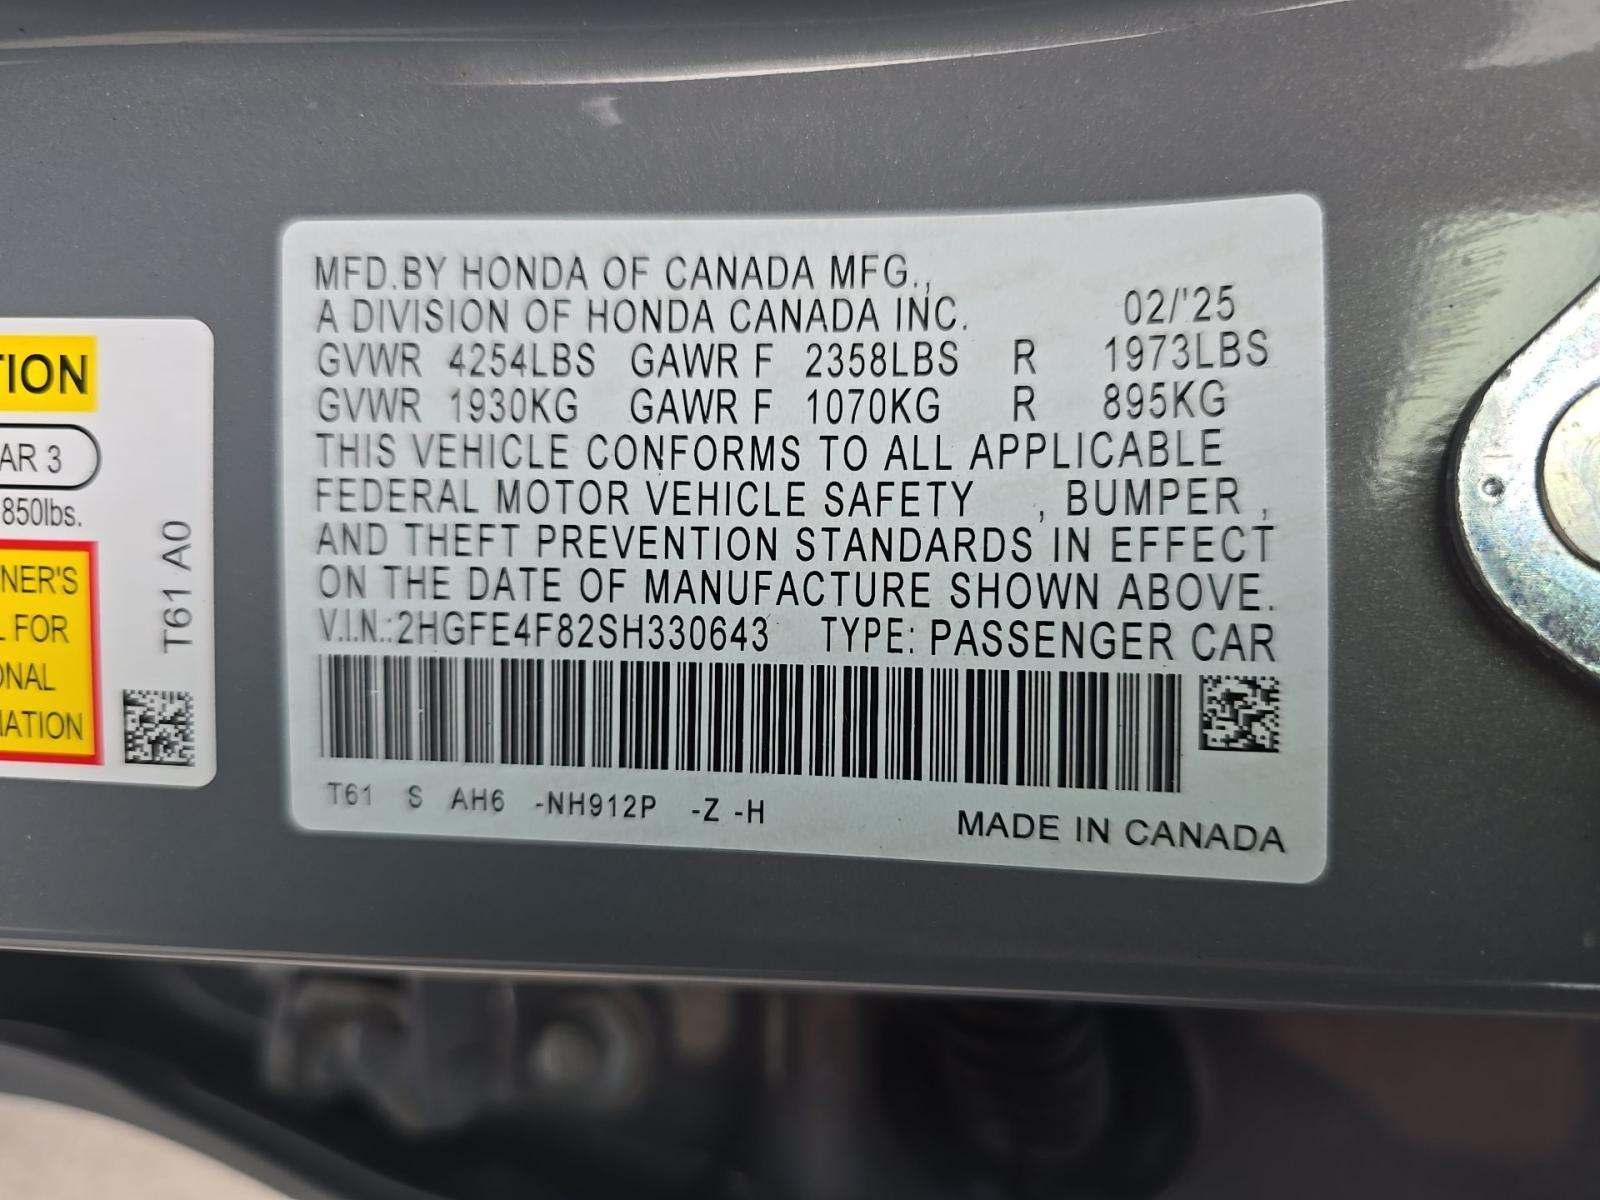 TION
AR 3
850lbs.
NER'S
L FOR
ONAL
MATION
T61 A0
MFD.BY HONDA OF CANADA MFG.,
A DIVISION OF HONDA CANADA INC. 02/'25
GVWR 4254LBS GAWR F 2358LBS R 1973LBS
GVWR 1930KG GAWR F 1070KG R 895KG
THIS VEHICLE CONFORMS TO ALL APPLICABLE
FEDERAL MOTOR VEHICLE SAFETY , BUMPER ,
AND THEFT PREVENTION STANDARDS IN EFFECT
ON THE DATE OF MANUFACTURE SHOWN ABOVE.
V.I.N.:2HGFE4F82SH330643 TYPE: PASSENGER CAR
T61 S AH6 -NH912P -Z -H
MADE IN CANADA